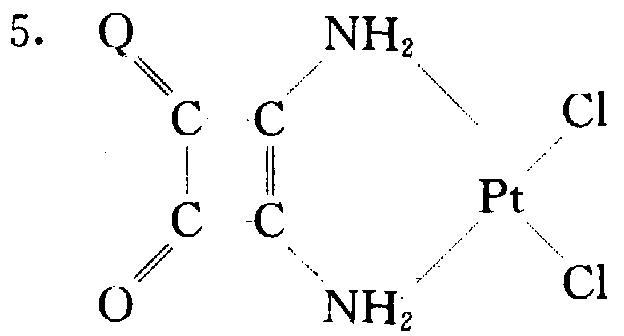 5. Q NH₂
C C Cl
Pt
C C
O NH₂ Cl